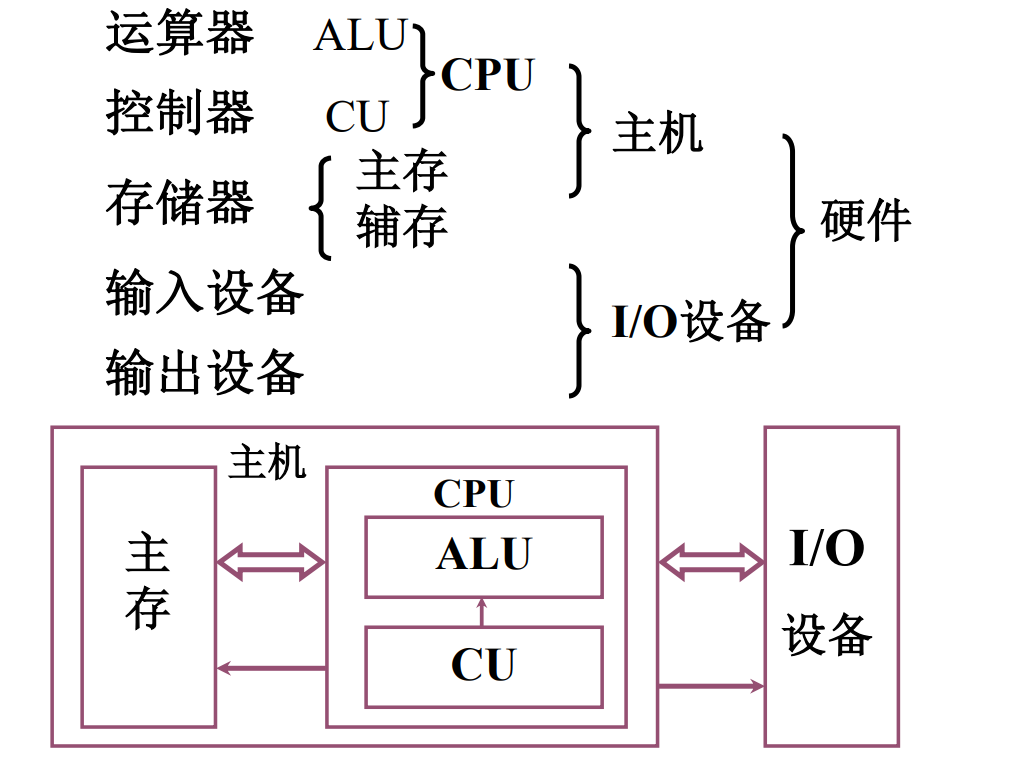 运算器 ALU
CPU
控制器 CU
主机
存储器 主存
辅存
硬件
输入设备
I/O设备
输出设备
主机
CPU
主存
ALU
I/O
设备
CU